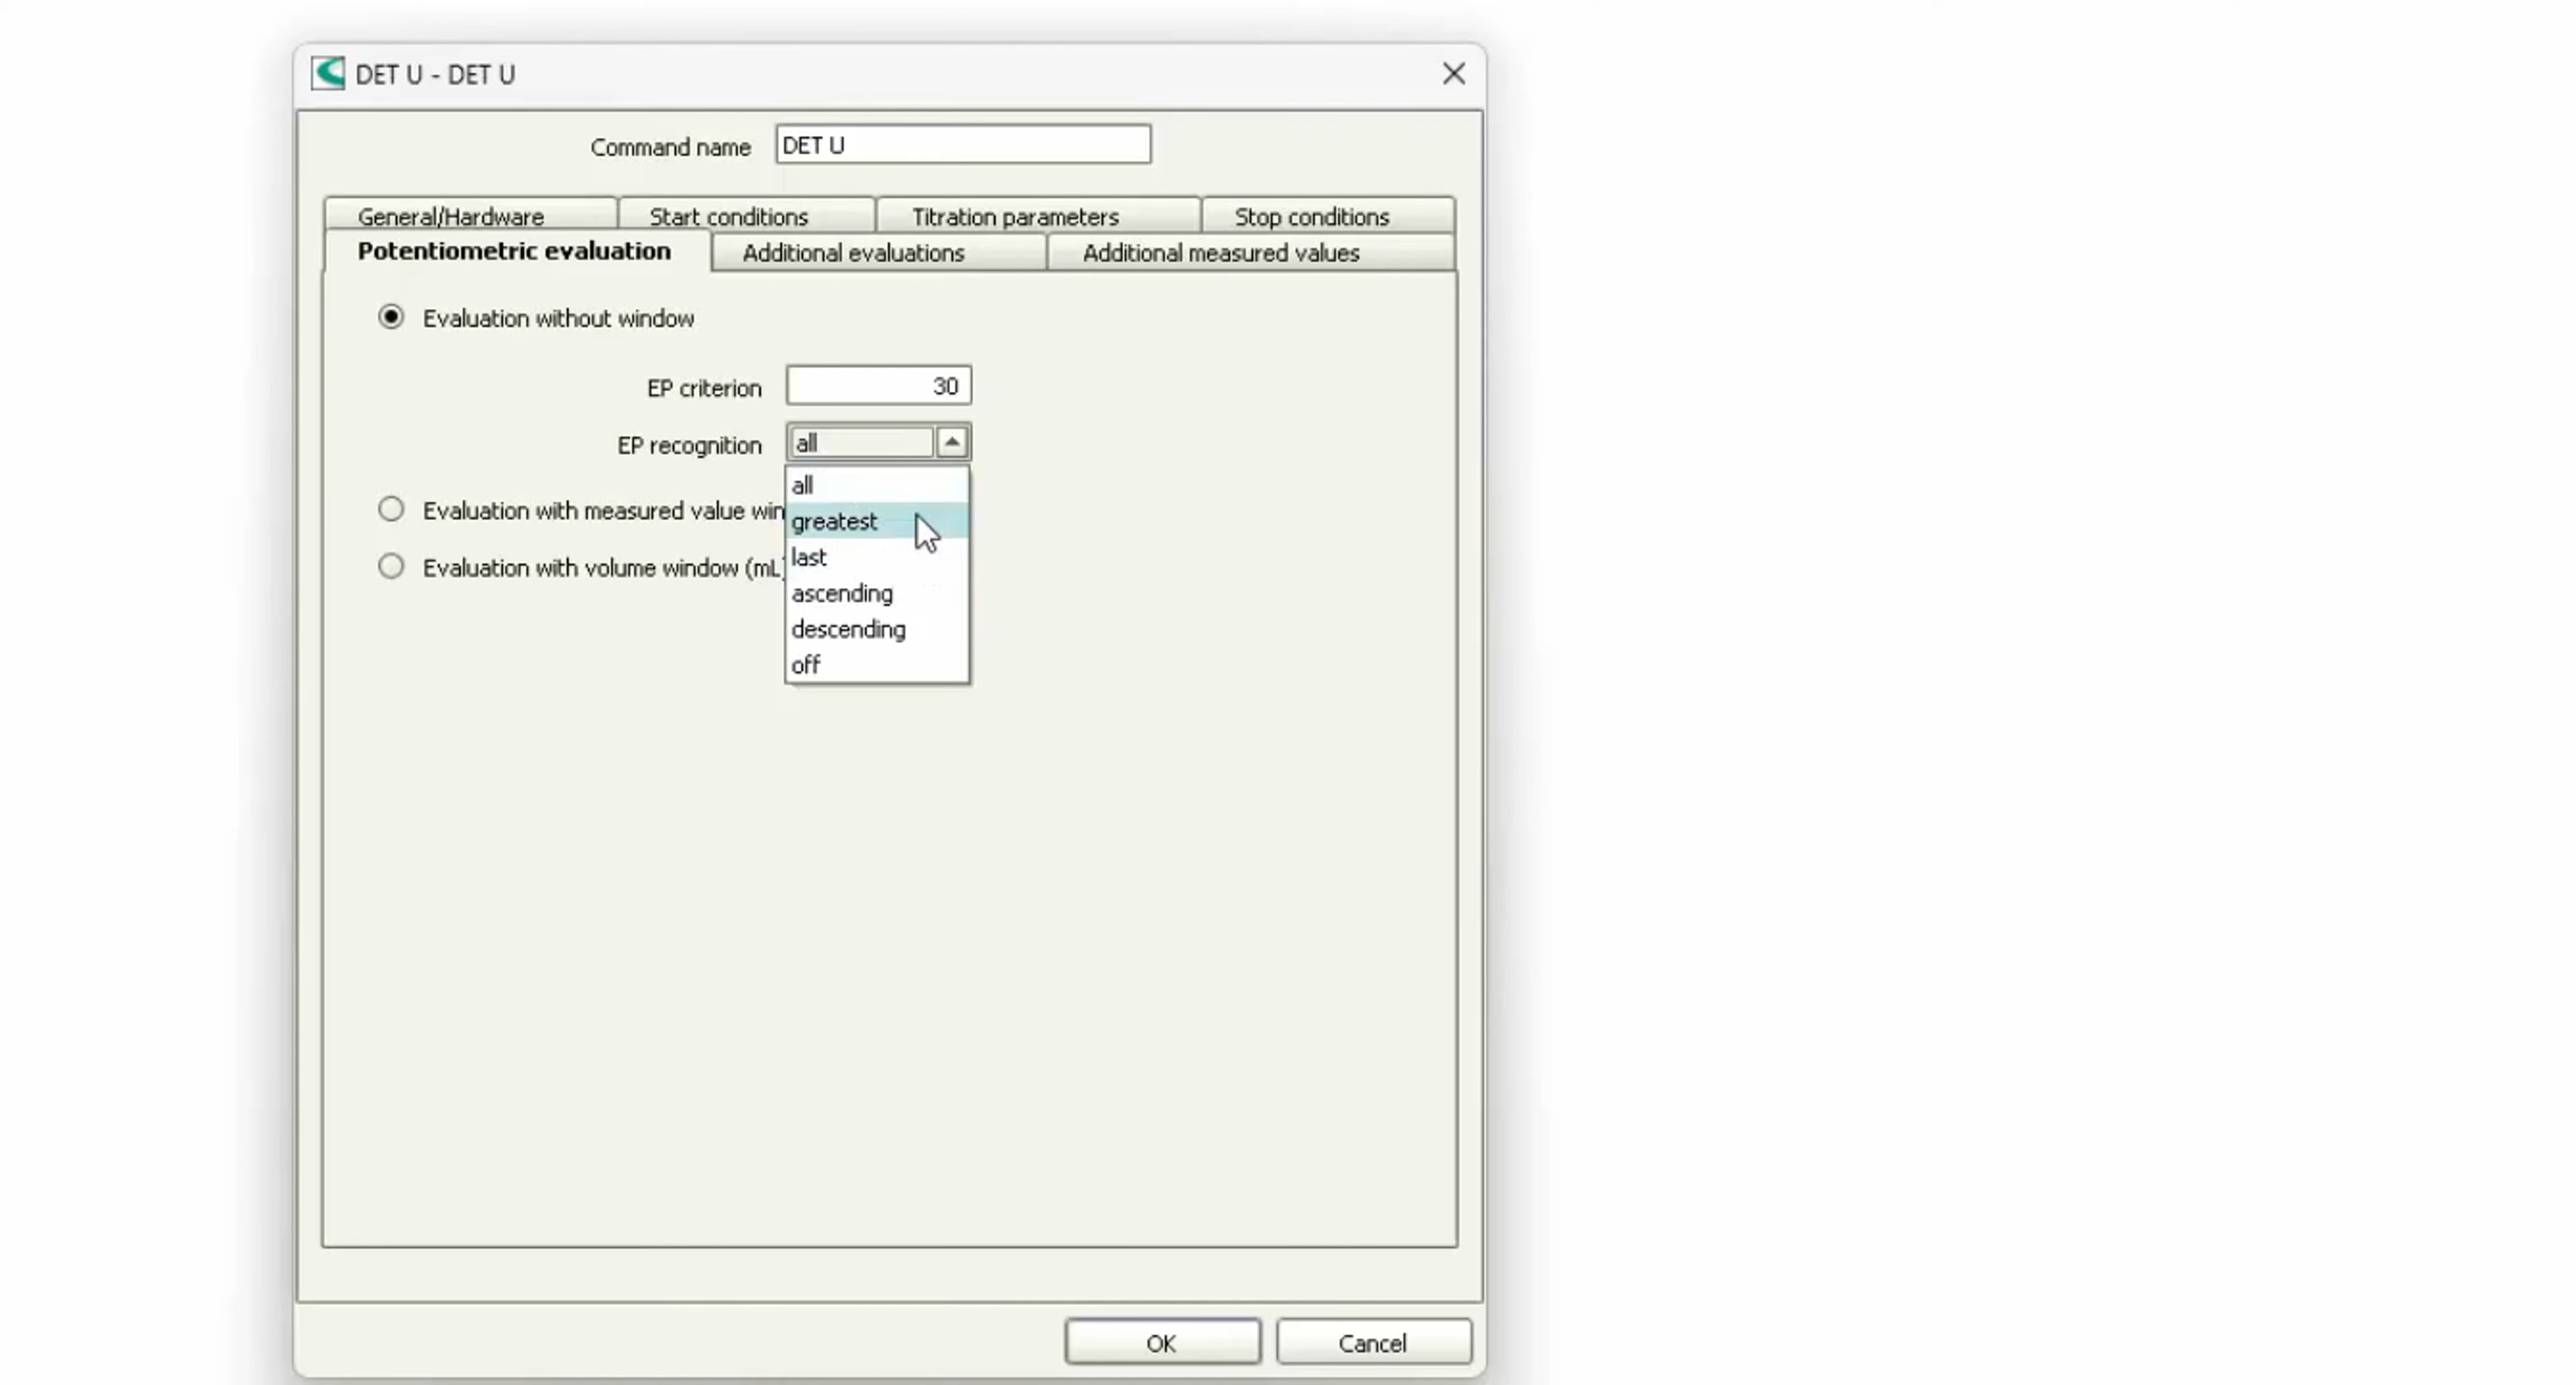 DET U - DET U
Command name DET U
General/Hardware Start conditions Titration parameters Stop conditions
Potentiometric evaluation Additional evaluations Additional measured values
Evaluation without window
EP criterion 30
EP recognition all
all
Evaluation with measured value win
greatest
last
Evaluation with volume window (mL)
ascending
descending
off
OK Cancel